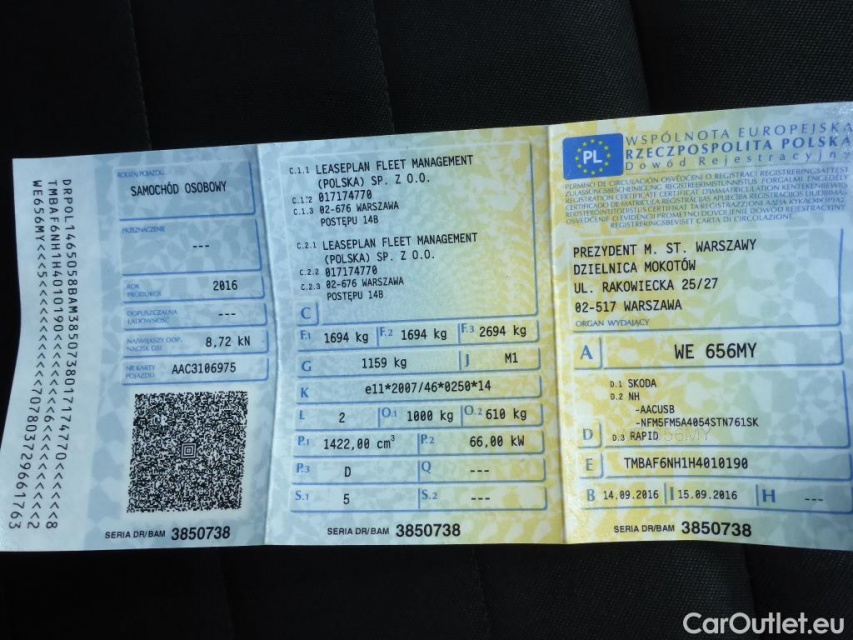 DRPOL1465058BAM3850738017174770<<<<<<8
RODZAJ POJAZDU
SAMOCHÓD OSOBOWY
PRZEZNACZENIE
---
ROK PRODUKCJI
2016
DOPUSZCZALNA ŁADOWNOŚĆ
---
NAJWIĘKSZY DOP. NACISK OSI
8,72 kN
NR KARTY POJAZDU
AAC3106975
SERIA DR/BAM 3850738
C.1.1 LEASEPLAN FLEET MANAGEMENT
(POLSKA) SP. Z O.O.
C.1.2 017174770
C.1.3 02-676 WARSZAWA
POSTĘPU 14B
C.2.1 LEASEPLAN FLEET MANAGEMENT
(POLSKA) SP. Z O.O.
C.2.2 017174770
C.2.3 02-676 WARSZAWA
POSTĘPU 14B
C
F.1 1694 kg F.2 1694 kg F.3 2694 kg
G 1159 kg J M1
K e11*2007/46*0250*14
L 2 O.1 1000 kg O.2 610 kg
P.1 1422,00 cm³ P.2 66,00 kW
P.3 D Q ---
S.1 5 S.2 ---
SERIA DR/BAM 3850738
PL
WSPÓLNOTA EUROPEJSKA
RZECZPOSPOLITA POLSKA
Dowód Rejestracyjny
PREZYDENT M. ST. WARSZAWY
DZIELNICA MOKOTÓW
UL. RAKOWIECKA 25/27
02-517 WARSZAWA
ORGAN WYDAJĄCY
A WE 656MY
D.1 SKODA
D.2 NH
-AACUSB
-NFM5FM5A4054STN761SK
D D.3 RAPID
E TMBAF6NH1H4010190
B 14.09.2016 I 15.09.2016 H ---
SERIA DR/BAM 3850738
CarOutlet.eu